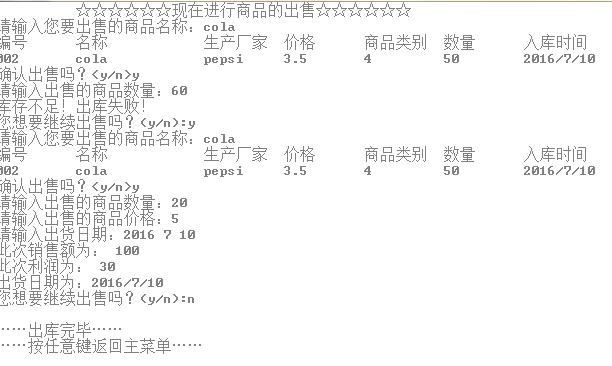 ☆☆☆☆☆☆现在进行商品的出售☆☆☆☆☆☆
请输入您要出售的商品名称：cola
编号 名称 生产厂家 价格 商品类别 数量 入库时间
002 cola pepsi 3.5 4 50 2016/7/10
确认出售吗？(y/n)y
请输入出售的商品数量：60
库存不足！出库失败！
您想要继续出售吗？(y/n):y
请输入您要出售的商品名称：cola
编号 名称 生产厂家 价格 商品类别 数量 入库时间
002 cola pepsi 3.5 4 50 2016/7/10
确认出售吗？(y/n)y
请输入出售的商品数量：20
请输入出售的商品价格：5
请输入出货日期：2016 7 10
此次销售额为： 100
此次利润为： 30
出货日期为：2016/7/10
您想要继续出售吗？(y/n):n
……出库完毕……
……按任意键返回主菜单……